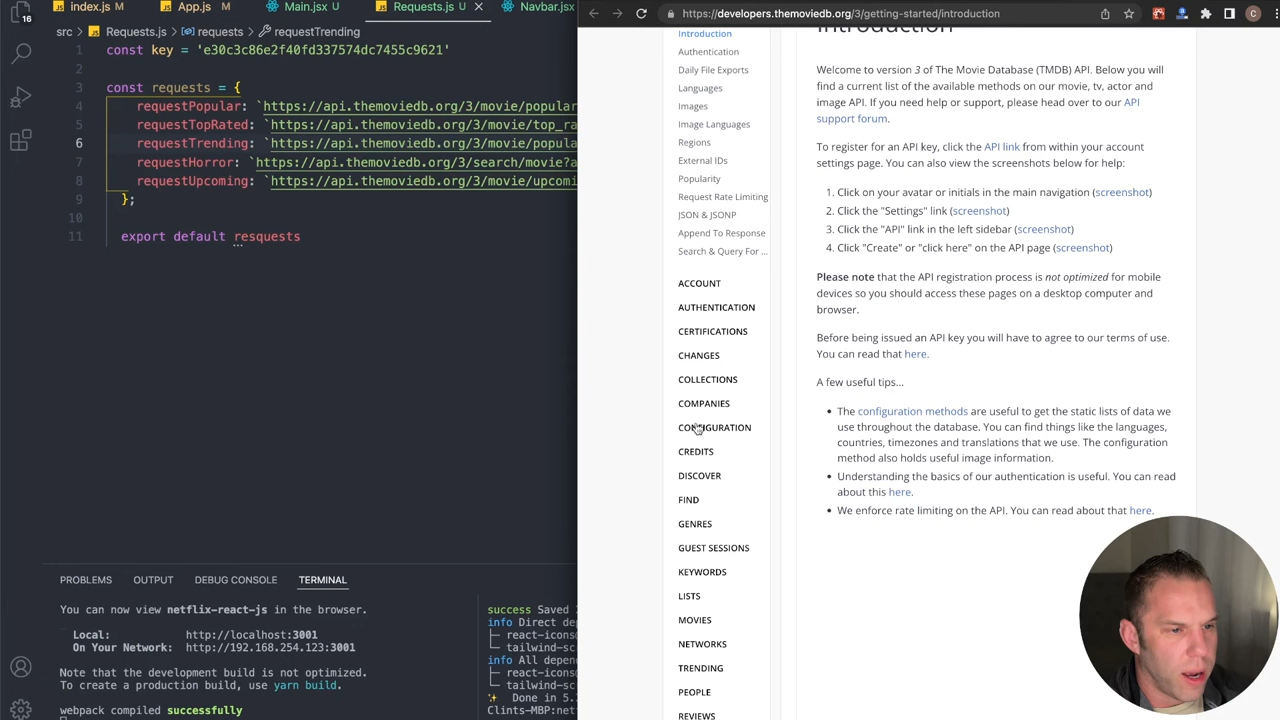 index.js U
App.js M
Main.jsx U
Requests.js U
Navbar.jsx
16
src > Requests.js > requests > requestTrending
1 const key = 'e30c3c86e2f40fd337574dc7455c9621'
2
3 const requests = {
4 requestPopular: `https://api.themoviedb.org/3/movie/popular
5 requestTopRated: `https://api.themoviedb.org/3/movie/top_ra
6 requestTrending: `https://api.themoviedb.org/3/movie/popula
7 requestHorror: `https://api.themoviedb.org/3/search/movie?a
8 requestUpcoming: `https://api.themoviedb.org/3/movie/upcomi
9 };
10
11 export default resquests
PROBLEMS OUTPUT DEBUG CONSOLE TERMINAL
You can now view netflix-react-js in the browser.
Local: http://localhost:3001
On Your Network: http://192.168.254.123:3001
Note that the development build is not optimized.
To create a production build, use yarn build.
webpack compiled successfully
success Saved
info Direct de
├─ react-icons
└─ tailwind-sc
info All depen
├─ react-icons
└─ tailwind-sc
Done in 5.
Clints-MBP:net
https://developers.themoviedb.org/3/getting-started/introduction
C
Introduction
Authentication
Daily File Exports
Languages
Images
Image Languages
Regions
External IDs
Popularity
Request Rate Limiting
JSON & JSONP
Append To Response
Search & Query For ...
ACCOUNT
AUTHENTICATION
CERTIFICATIONS
CHANGES
COLLECTIONS
COMPANIES
CONFIGURATION
CREDITS
DISCOVER
FIND
GENRES
GUEST SESSIONS
KEYWORDS
LISTS
MOVIES
NETWORKS
TRENDING
PEOPLE
REVIEWS
Introduction
Welcome to version 3 of The Movie Database (TMDB) API. Below you will
find a current list of the available methods on our movie, tv, actor and
image API. If you need help or support, please head over to our API
support forum.
To register for an API key, click the API link from within your account
settings page. You can also view the screenshots below for help:
1. Click on your avatar or initials in the main navigation (screenshot)
2. Click the "Settings" link (screenshot)
3. Click the "API" link in the left sidebar (screenshot)
4. Click "Create" or "click here" on the API page (screenshot)
Please note that the API registration process is not optimized for mobile
devices so you should access these pages on a desktop computer and
browser.
Before being issued an API key you will have to agree to our terms of use.
You can read that here.
A few useful tips...
• The configuration methods are useful to get the static lists of data we
use throughout the database. You can find things like the languages,
countries, timezones and translations that we use. The configuration
method also holds useful image information.
• Understanding the basics of our authentication is useful. You can read
about this here.
• We enforce rate limiting on the API. You can read about that here.